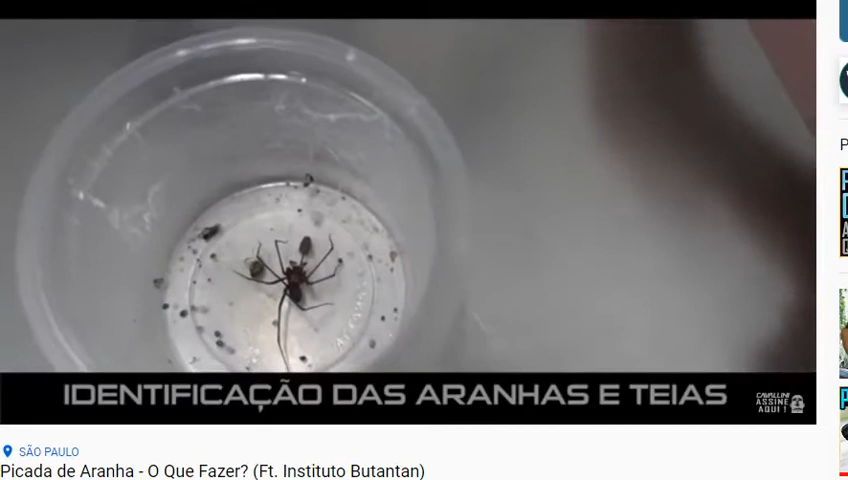 IDENTIFICAÇÃO DAS ARANHAS E TEIAS
CAVALLINI
ASSINE
AQUI!
SÃO PAULO
Picada de Aranha - O Que Fazer? (Ft. Instituto Butantan)
P